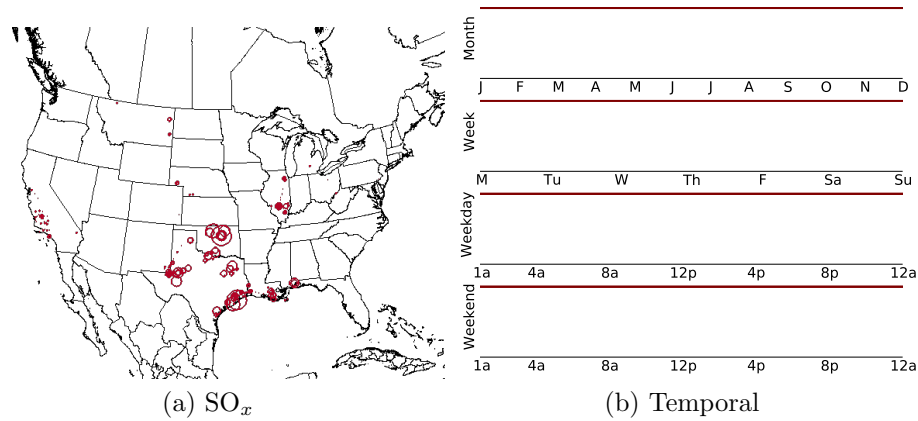 Month
J F M A M J J A S O N D
Week
M Tu W Th F Sa Su
Weekday
1a 4a 8a 12p 4p 8p 12a
Weekend
1a 4a 8a 12p 4p 8p 12a
(a) SOₓ
(b) Temporal